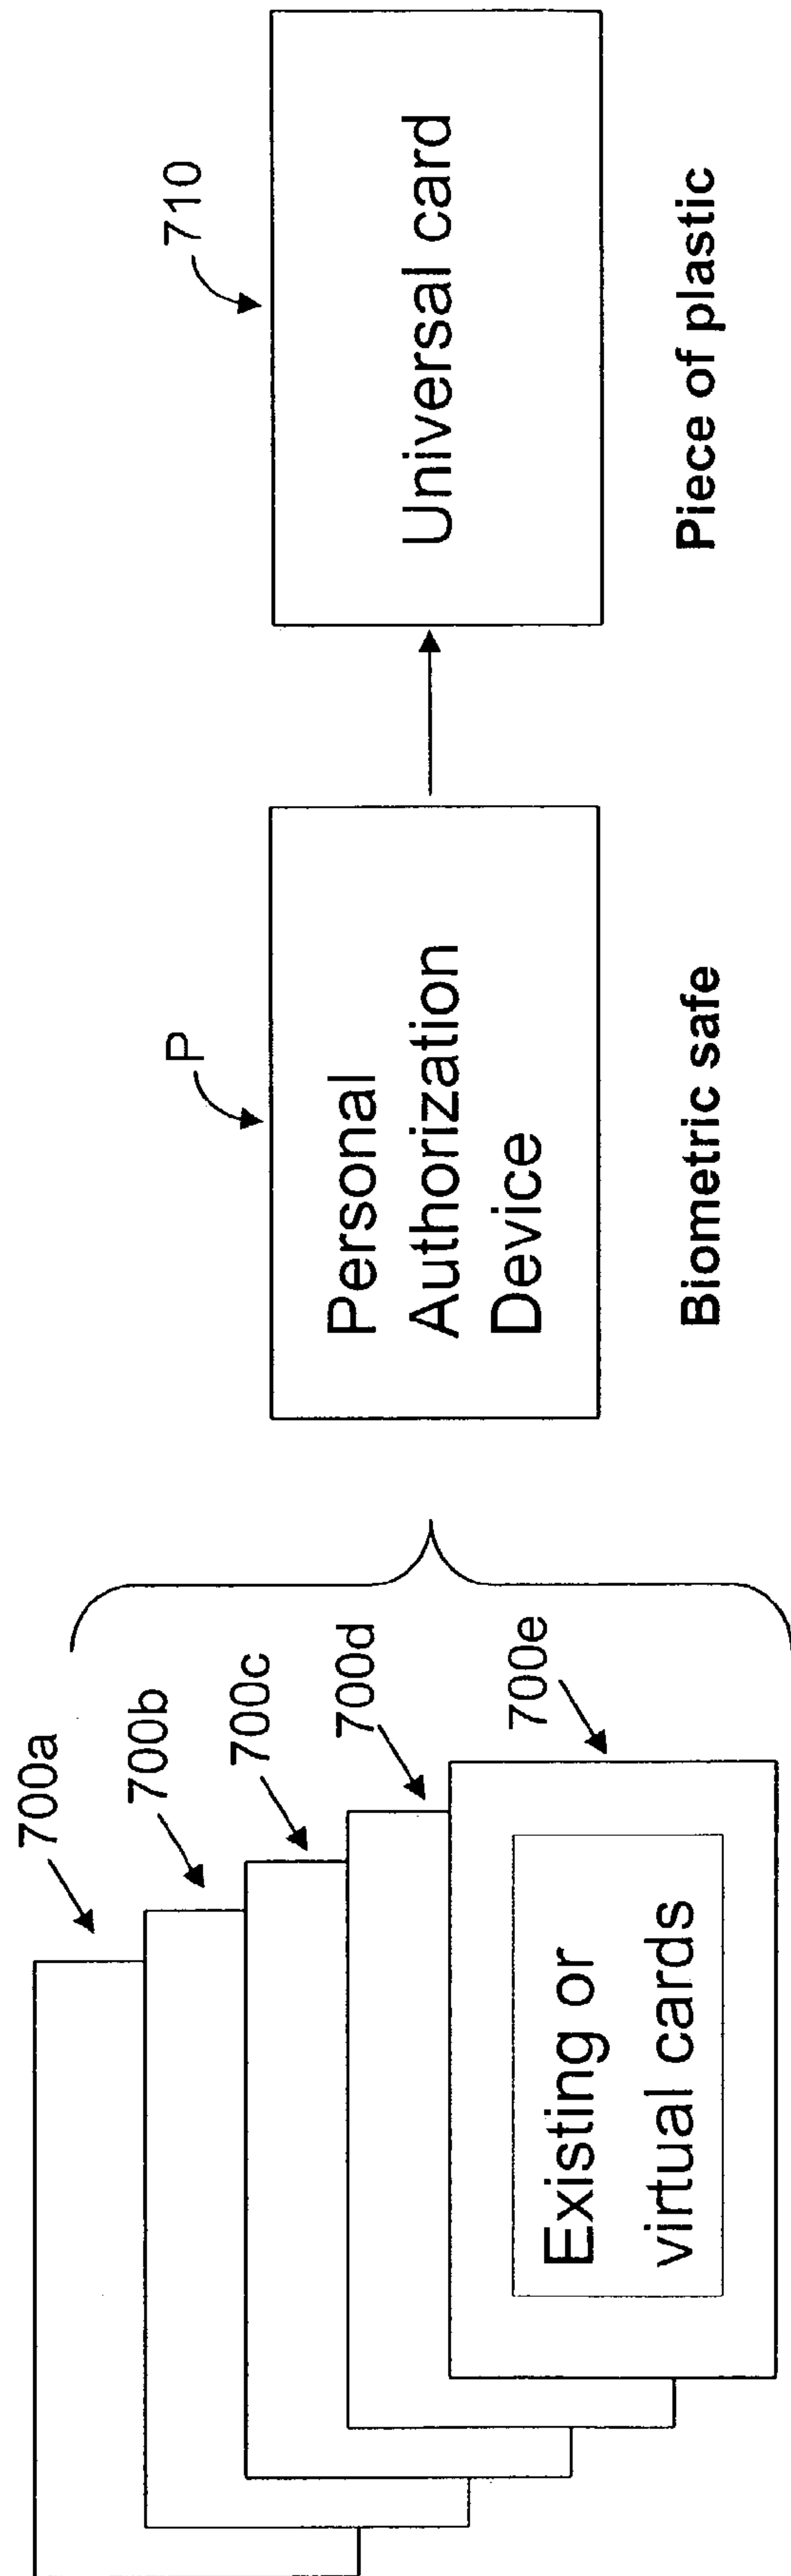 700a
700b
700c
700d
700e
Existing or
virtual cards
P
Personal
Authorization
Device
Biometric safe
710
Universal card
Piece of plastic